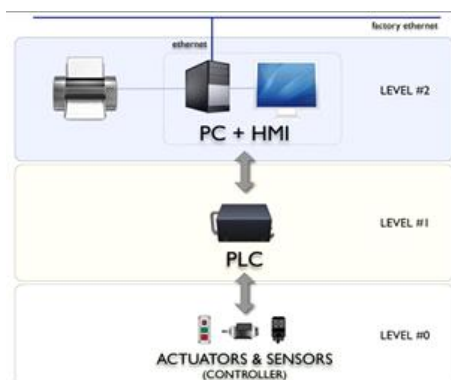 factory ethernet
ethernet
LEVEL #2
PC + HMI
LEVEL #1
PLC
LEVEL #0
ACTUATORS & SENSORS
(CONTROLLER)